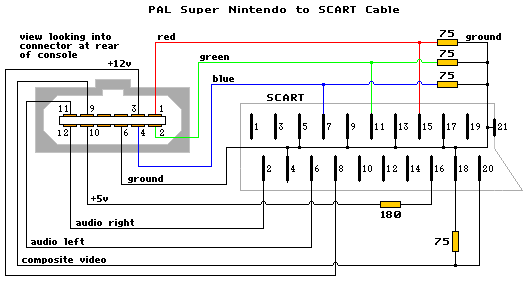 PAL Super Nintendo to SCART Cable
view looking into
connector at rear
of console
red
75
ground
green
75
+12v
blue
75
SCART
11 9 3 1
12 10 6 4 2
1 3 5 7 9 11 13 15 17 19 21
2 4 6 8 10 12 14 16 18 20
ground
+5v
180
audio right
audio left
75
composite video